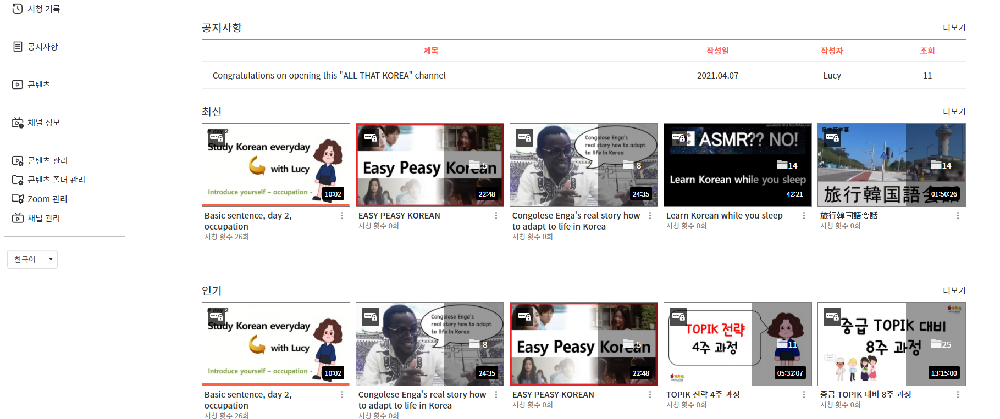 시청 기록
공지사항
콘텐츠
채널 정보
콘텐츠 관리
콘텐츠 폴더 관리
Zoom 관리
채널 관리
한국어
공지사항 더보기
제목 작성일 작성자 조회
Congratulations on opening this "ALL THAT KOREA" channel 2021.04.07 Lucy 11
최신 더보기
# day 2
Study Korean everyday
with Lucy
Introduce yourself – occupation -
10:02
Basic sentence, day 2,
occupation
시청 횟수 26회
Easy Peasy Korean
5
22:48
EASY PEASY KOREAN
시청 횟수 0회
Congolese Enga's
real story how to adapt
to life in Korea
8
24:35
Congolese Enga's real story how
to adapt to life in Korea
시청 횟수 0회
ASMR?? NO!
14
Learn Korean while you sleep
42:21
Learn Korean while you sleep
시청 횟수 0회
日本語字幕
14
旅行韓国語会話
01:50:26
旅行韓国語会話
시청 횟수 0회
인기 더보기
# day 2
Study Korean everyday
with Lucy
Introduce yourself – occupation -
10:02
Basic sentence, day 2,
occupation
시청 횟수 26회
Congolese Enga's
real story how to adapt
to life in Korea
8
24:35
Congolese Enga's real story how
to adapt to life in Korea
시청 횟수 0회
Easy Peasy Korean
5
22:48
EASY PEASY KOREAN
시청 횟수 0회
TOPIK 전략
4주 과정
11
05:32:07
TOPIK 전략 4주 과정
시청 횟수 0회
중급 TOPIK 대비
8주 과정
25
13:15:00
중급 TOPIK 대비 8주 과정
시청 횟수 0회